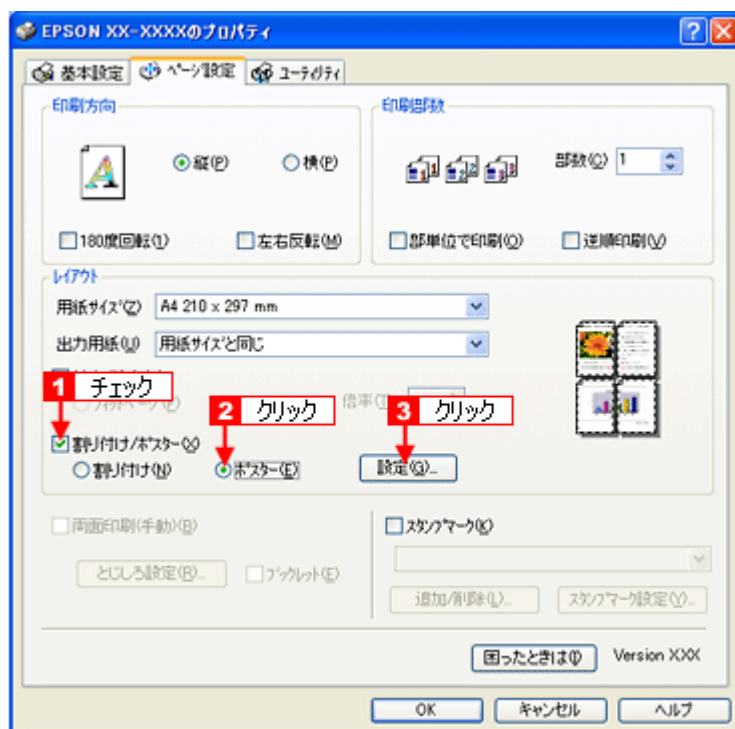 EPSON XX-XXXXのプロパティ
基本設定 ページ設定 ユーティリティ
印刷方向
縦(P) 横(P)
180度回転(1) 左右反転(M)
印刷部数
部数(C) 1
部単位で印刷(O) 逆順印刷(V)
レイアウト
用紙サイズ(Z) A4 210 x 297 mm
出力用紙(U) 用紙サイズと同じ
1 チェック
2 クリック
3 クリック
倍率
割り付け/ポスター(X)
割り付け(N) ポスター(E) 設定(G)...
両面印刷(手動)(B)
とじしろ設定(R)... ブックレット(E)
スタンプマーク(K)
追加/削除(L)... スタンプマーク設定(Y)...
困ったときは(I) Version XXX
OK キャンセル ヘルプ